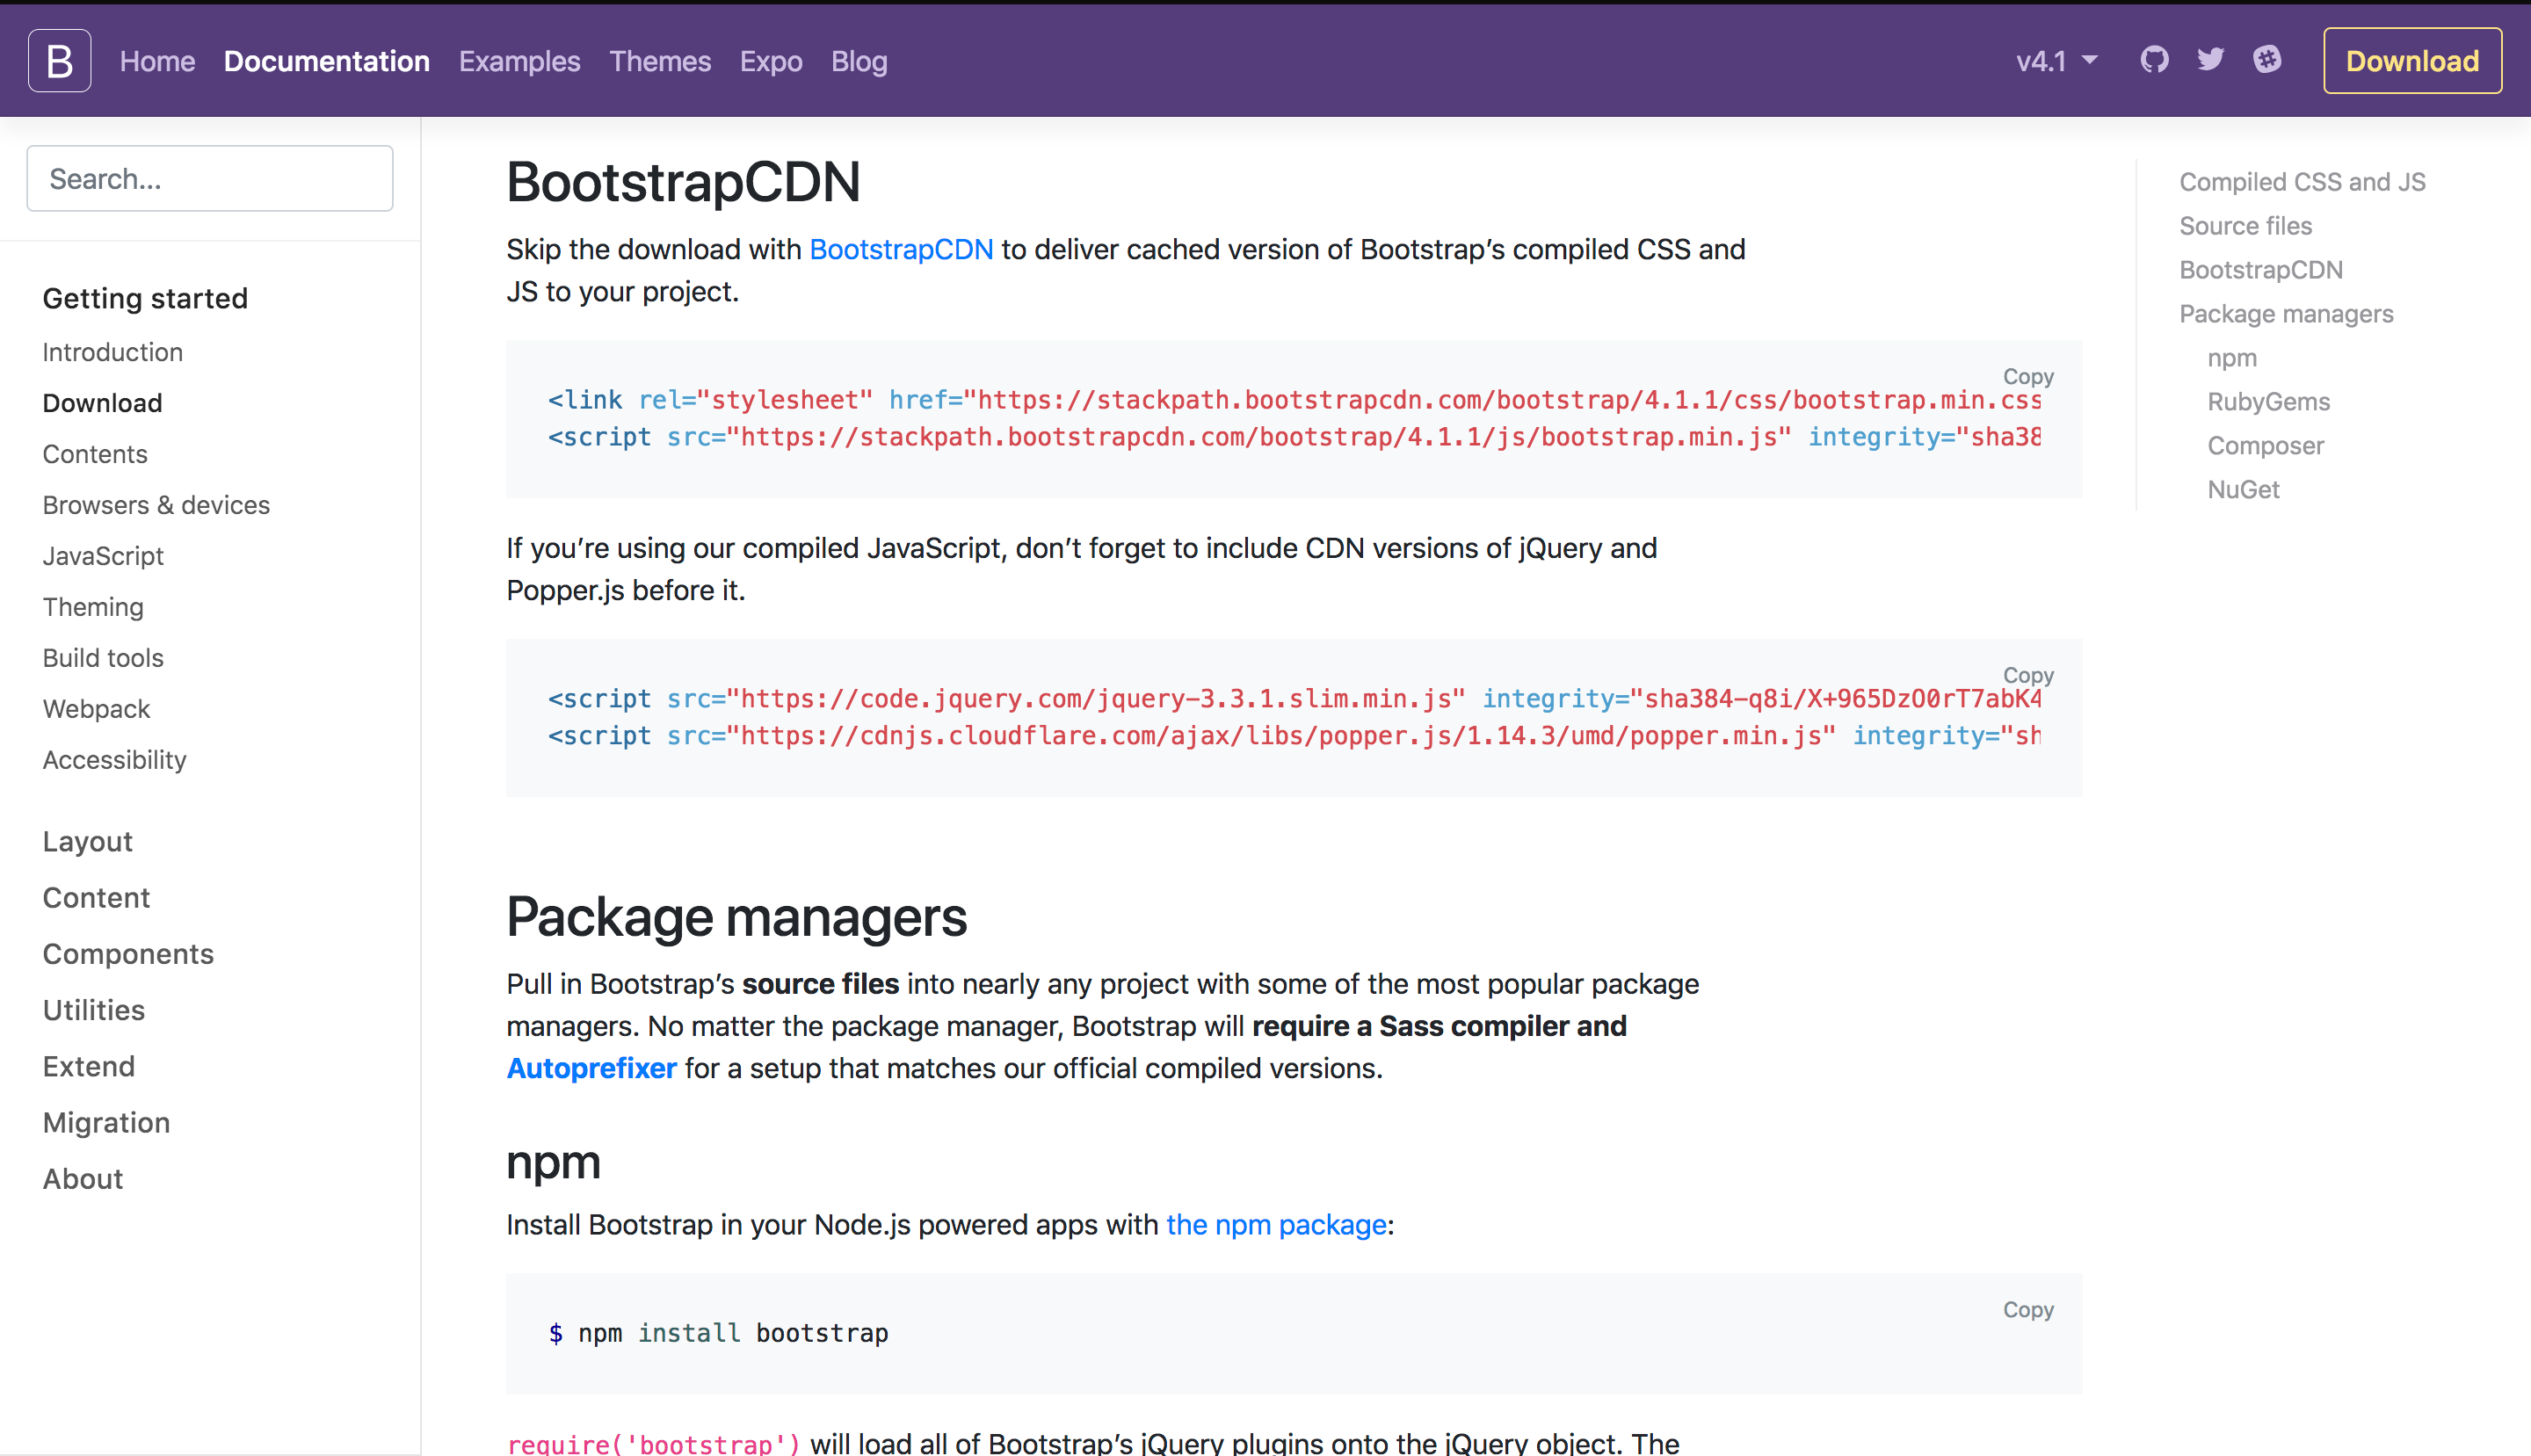 B Home Documentation Examples Themes Expo Blog v4.1 Download
Search...
Getting started
Introduction
Download
Contents
Browsers & devices
JavaScript
Theming
Build tools
Webpack
Accessibility
Layout
Content
Components
Utilities
Extend
Migration
About
BootstrapCDN
Skip the download with BootstrapCDN to deliver cached version of Bootstrap’s compiled CSS and
JS to your project.
Copy
<link rel="stylesheet" href="https://stackpath.bootstrapcdn.com/bootstrap/4.1.1/css/bootstrap.min.css
<script src="https://stackpath.bootstrapcdn.com/bootstrap/4.1.1/js/bootstrap.min.js" integrity="sha38
If you’re using our compiled JavaScript, don’t forget to include CDN versions of jQuery and
Popper.js before it.
Copy
<script src="https://code.jquery.com/jquery-3.3.1.slim.min.js" integrity="sha384-q8i/X+965DzO0rT7abK4
<script src="https://cdnjs.cloudflare.com/ajax/libs/popper.js/1.14.3/umd/popper.min.js" integrity="sh
Package managers
Pull in Bootstrap’s source files into nearly any project with some of the most popular package
managers. No matter the package manager, Bootstrap will require a Sass compiler and
Autoprefixer for a setup that matches our official compiled versions.
npm
Install Bootstrap in your Node.js powered apps with the npm package:
Copy
$ npm install bootstrap
require('bootstrap') will load all of Bootstrap’s jQuery plugins onto the jQuery object. The
Compiled CSS and JS
Source files
BootstrapCDN
Package managers
npm
RubyGems
Composer
NuGet